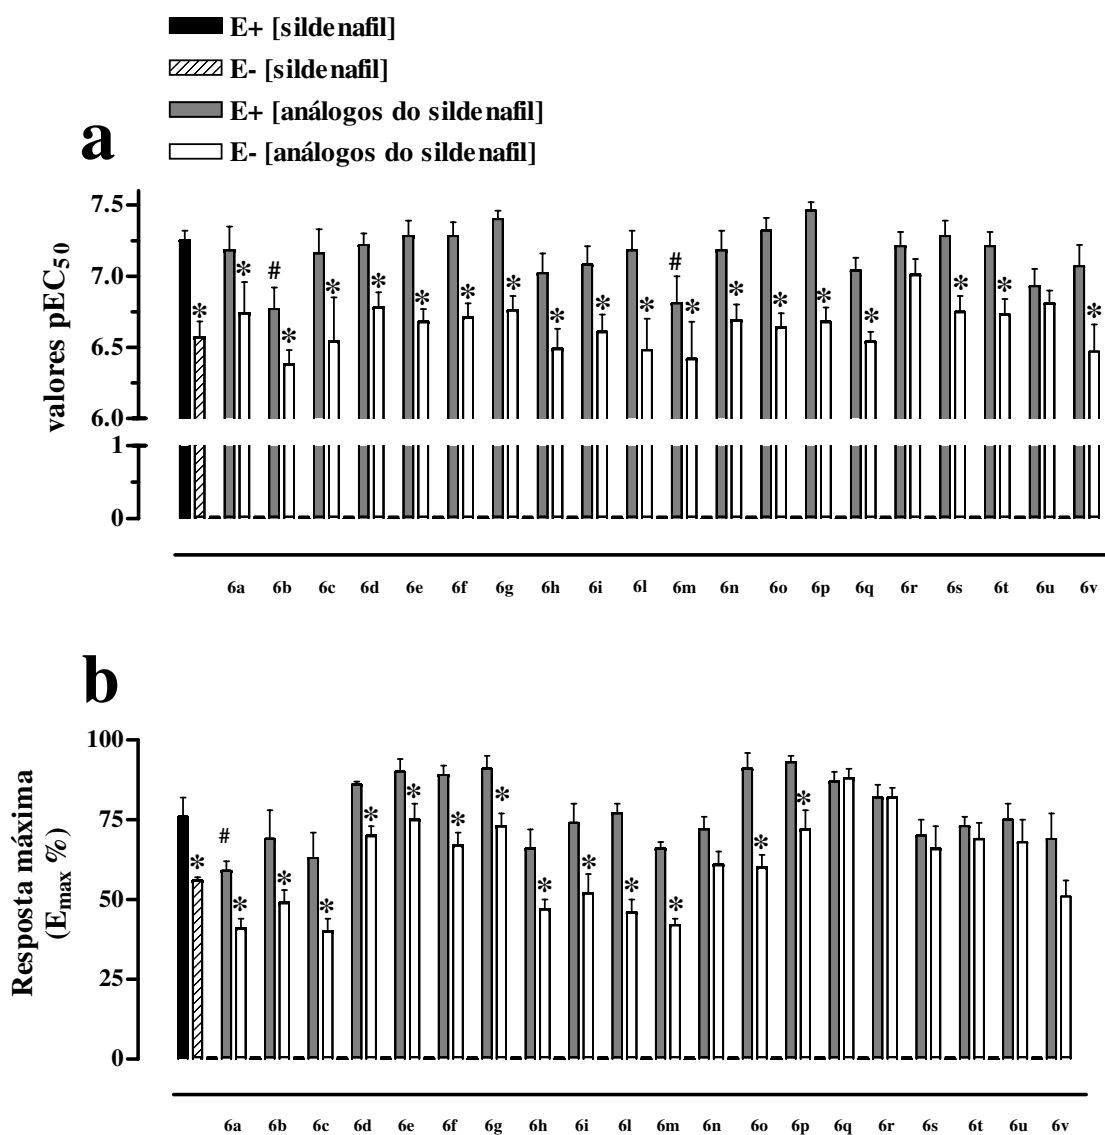 E+ [sildenafil]
E- [sildenafil]
E+ [análogos do sildenafil]
E- [análogos do sildenafil]
a
valores pEC50
7.5
7.0
6.5
6.0
1
0
* * # * * * * * * * * * # * * * * * * * *
6a 6b 6c 6d 6e 6f 6g 6h 6i 6l 6m 6n 6o 6p 6q 6r 6s 6t 6u 6v
b
Resposta máxima
(Emax %)
100
75
50
25
0
* # * * * * * * * * * * * * *
6a 6b 6c 6d 6e 6f 6g 6h 6i 6l 6m 6n 6o 6p 6q 6r 6s 6t 6u 6v